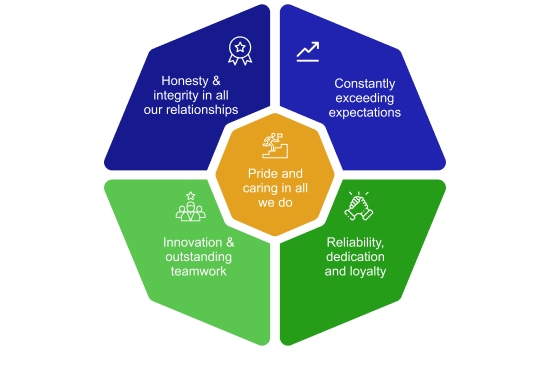 Honesty &
integrity in all
our relationships
Constantly
exceeding
expectations
Pride and
caring in all
we do
Innovation &
outstanding
teamwork
Reliability,
dedication
and loyalty